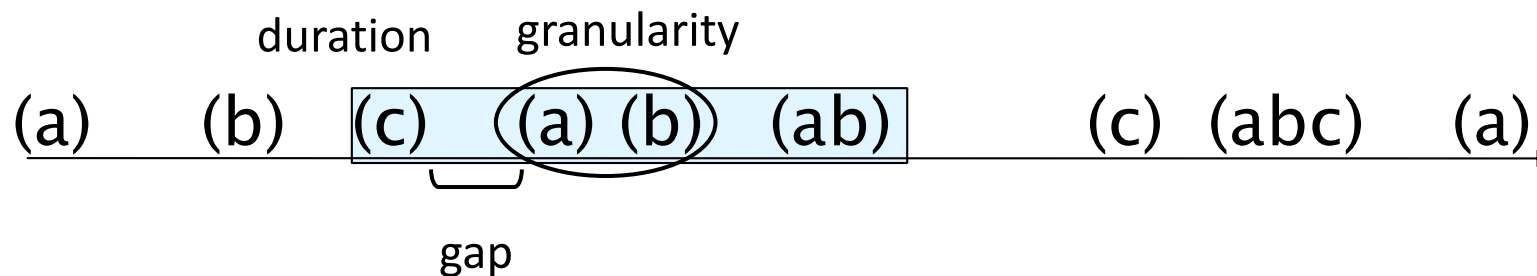 duration granularity
(a) (b) (c) (a) (b) (ab) (c) (abc) (a)
gap